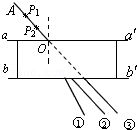 A
P₁
P₂
a
O
a′
b
b′
①
②
③